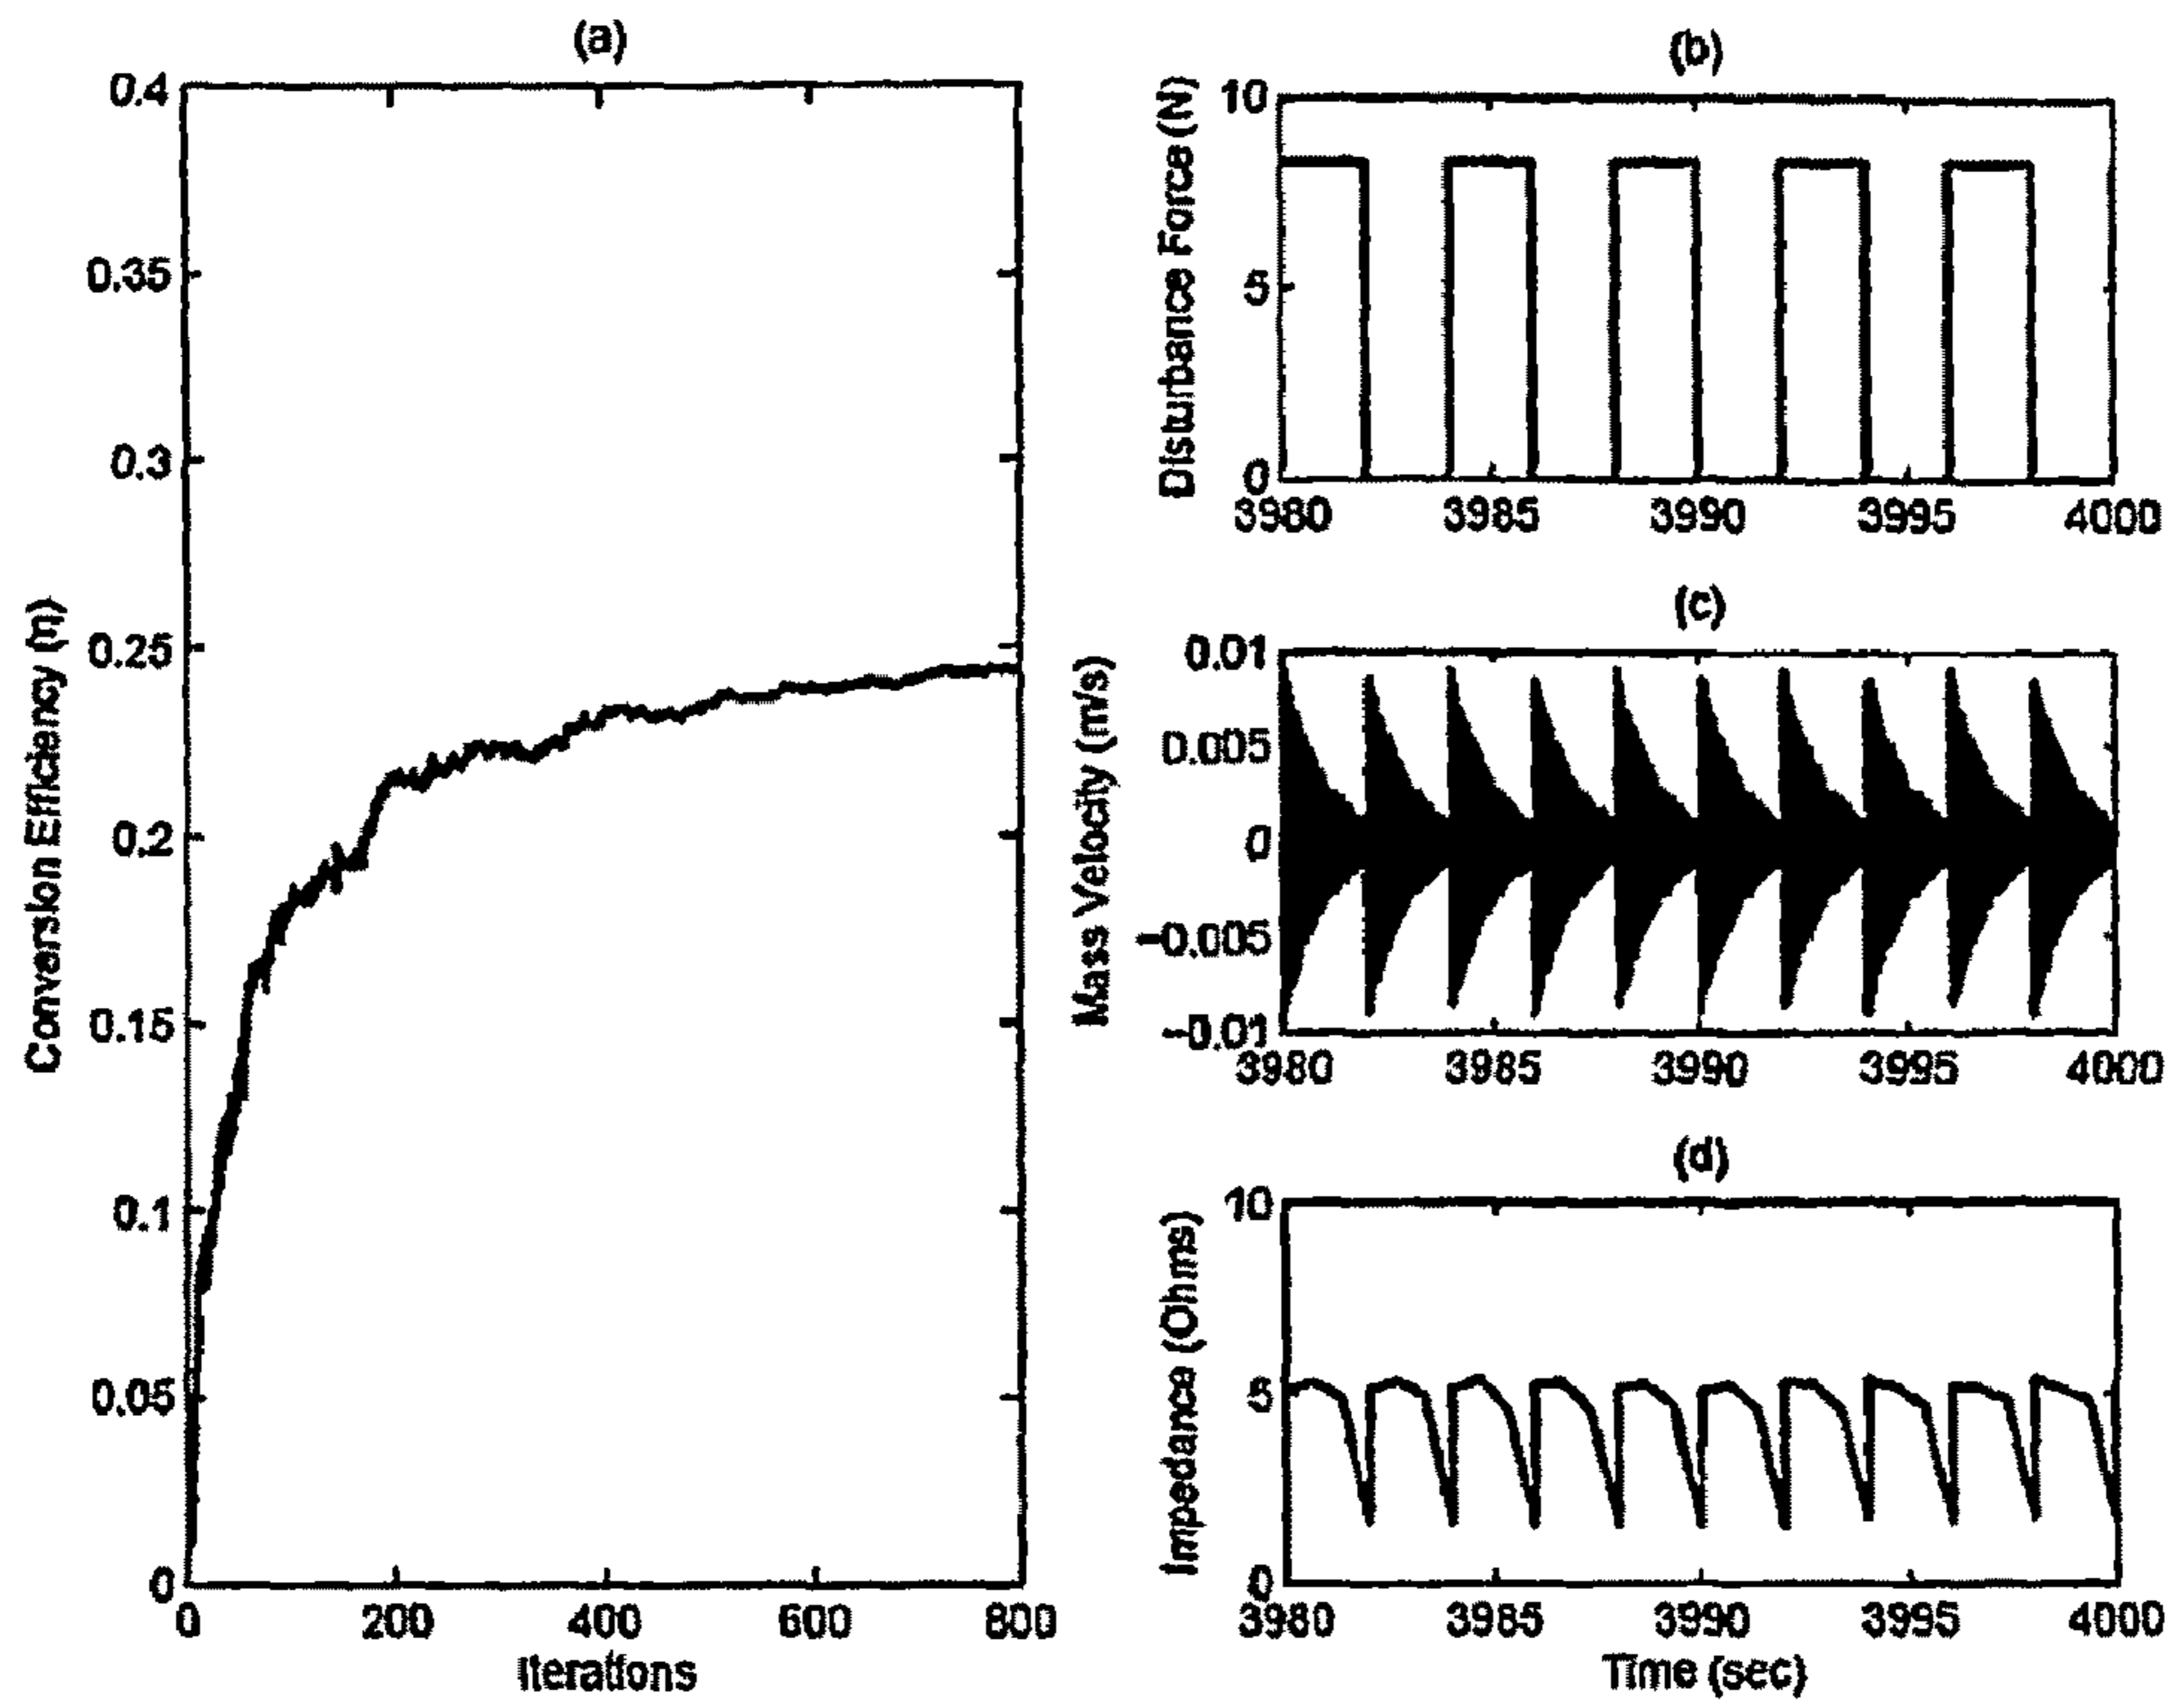 (a)
Conversion Efficiency (η)
0.4
0.35
0.3
0.25
0.2
0.15
0.1
0.05
0
0 200 400 600 800
Iterations
(b)
Disturbance Force (N)
10
5
0
3980 3985 3990 3995 4000
(c)
Mass Velocity (m/s)
0.01
0.005
0
-0.005
-0.01
3980 3985 3990 3995 4000
(d)
Impedance (Ohms)
10
5
0
3980 3985 3990 3995 4000
Time (sec)